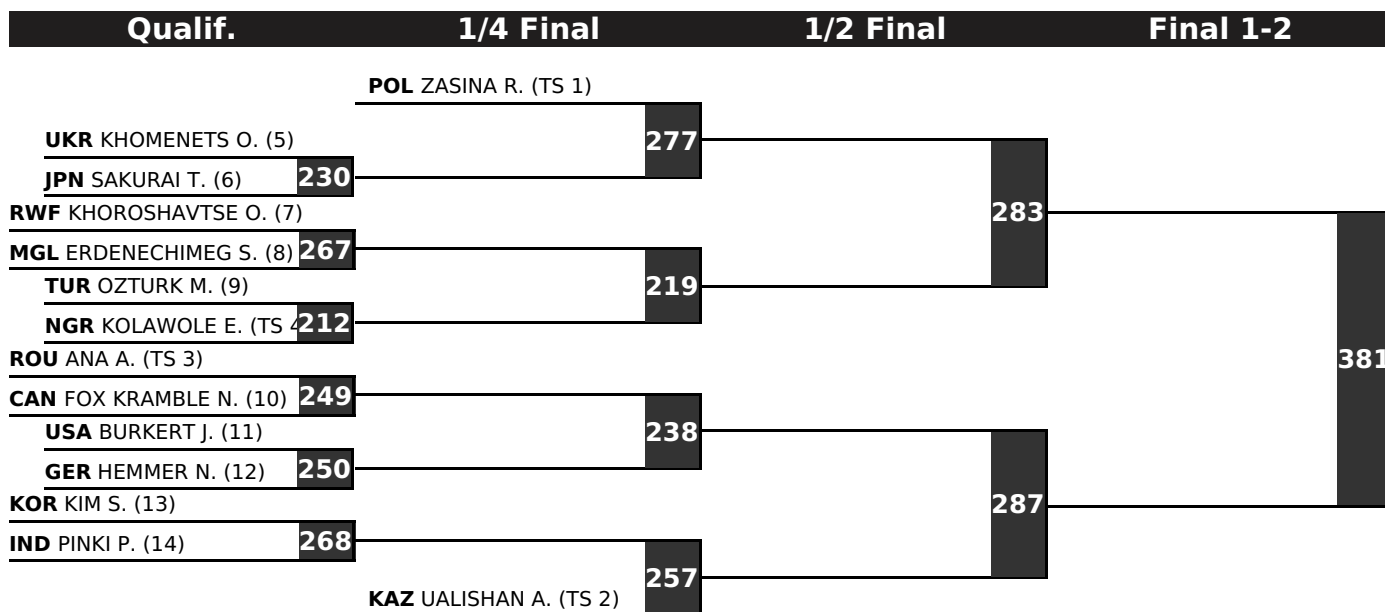 Qualif. 1/4 Final 1/2 Final Final 1-2
POL ZASINA R. (TS 1)
277
UKR KHOMENETS O. (5)
JPN SAKURAI T. (6) 230
RWF KHOROSHAVTSE O. (7)
283
MGL ERDENECHIMEG S. (8) 267
TUR OZTURK M. (9)
219
NGR KOLAWOLE E. (TS 212
ROU ANA A. (TS 3)
381
CAN FOX KRAMBLE N. (10) 249
USA BURKERT J. (11)
238
GER HEMMER N. (12) 250
KOR KIM S. (13)
287
IND PINKI P. (14) 268
257
KAZ UALISHAN A. (TS 2)